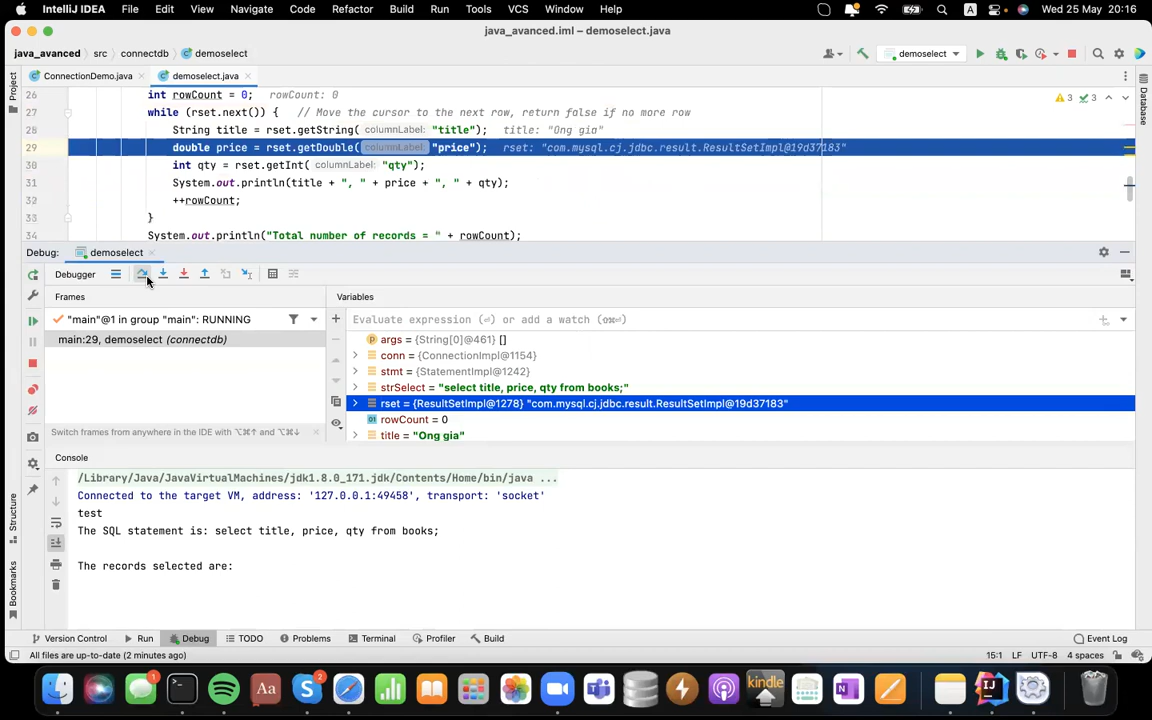 IntelliJ IDEA File Edit View Navigate Code Refactor Build Run Tools VCS Window Help A Wed 25 May 20:16
java_avanced.iml – demoselect.java
java_avanced src connectdb demoselect demoselect
ConnectionDemo.java demoselect.java
26 int rowCount = 0; rowCount: 0
27 while (rset.next()) { // Move the cursor to the next row, return false if no more row
28 String title = rset.getString( columnLabel: "title"); title: "Ong gia"
29 double price = rset.getDouble( columnLabel: "price"); rset: "com.mysql.cj.jdbc.result.ResultSetImpl@19d37183"
30 int qty = rset.getInt( columnLabel: "qty");
31 System.out.println(title + ", " + price + ", " + qty);
32 ++rowCount;
33 }
34 System.out.println("Total number of records = " + rowCount);
3 3
Project
Database
Debug: demoselect
Debugger
Frames Variables
"main"@1 in group "main": RUNNING
Evaluate expression (⏎) or add a watch (⇧⌘⏎)
main:29, demoselect (connectdb)
args = {String[0]@461} []
conn = {ConnectionImpl@1154}
stmt = {StatementImpl@1242}
strSelect = "select title, price, qty from books;"
rset = {ResultSetImpl@1278} "com.mysql.cj.jdbc.result.ResultSetImpl@19d37183"
01 rowCount = 0
title = "Ong gia"
Switch frames from anywhere in the IDE with ⌥⌘↑ and ⌥⌘↓
Console
/Library/Java/JavaVirtualMachines/jdk1.8.0_171.jdk/Contents/Home/bin/java ...
Connected to the target VM, address: '127.0.0.1:49458', transport: 'socket'
test
The SQL statement is: select title, price, qty from books;
The records selected are:
Structure
Bookmarks
Version Control Run Debug TODO Problems Terminal Profiler Build Event Log
All files are up-to-date (2 minutes ago) 15:1 LF UTF-8 4 spaces
1
Aa
2
kindle
IJ